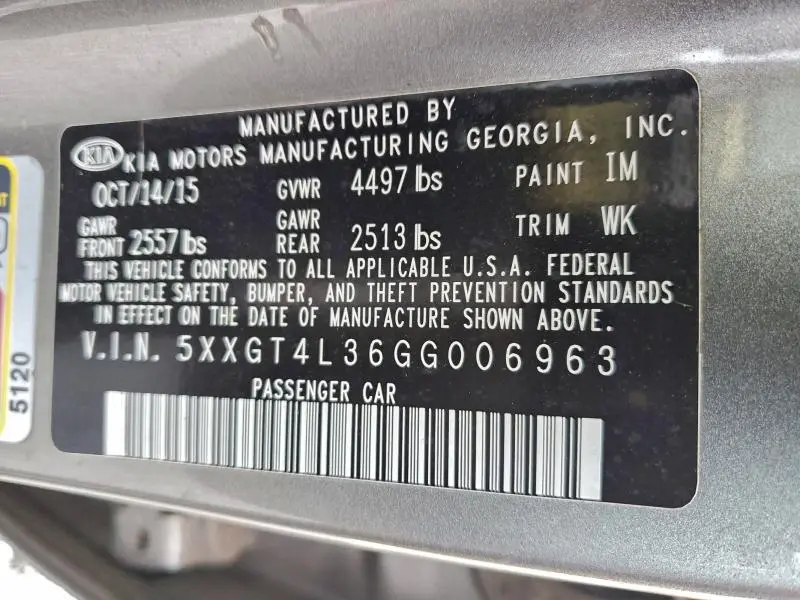 MANUFACTURED BY
KIA KIA MOTORS MANUFACTURING GEORGIA, INC.
OCT/14/15 GVWR 4497 lbs PAINT IM
GAWR FRONT 2557 lbs GAWR REAR 2513 lbs TRIM WK
THIS VEHICLE CONFORMS TO ALL APPLICABLE U.S.A. FEDERAL
MOTOR VEHICLE SAFETY, BUMPER, AND THEFT PREVENTION STANDARDS
IN EFFECT ON THE DATE OF MANUFACTURE SHOWN ABOVE.
V.I.N. 5XXGT4L36GG006963
PASSENGER CAR
5120